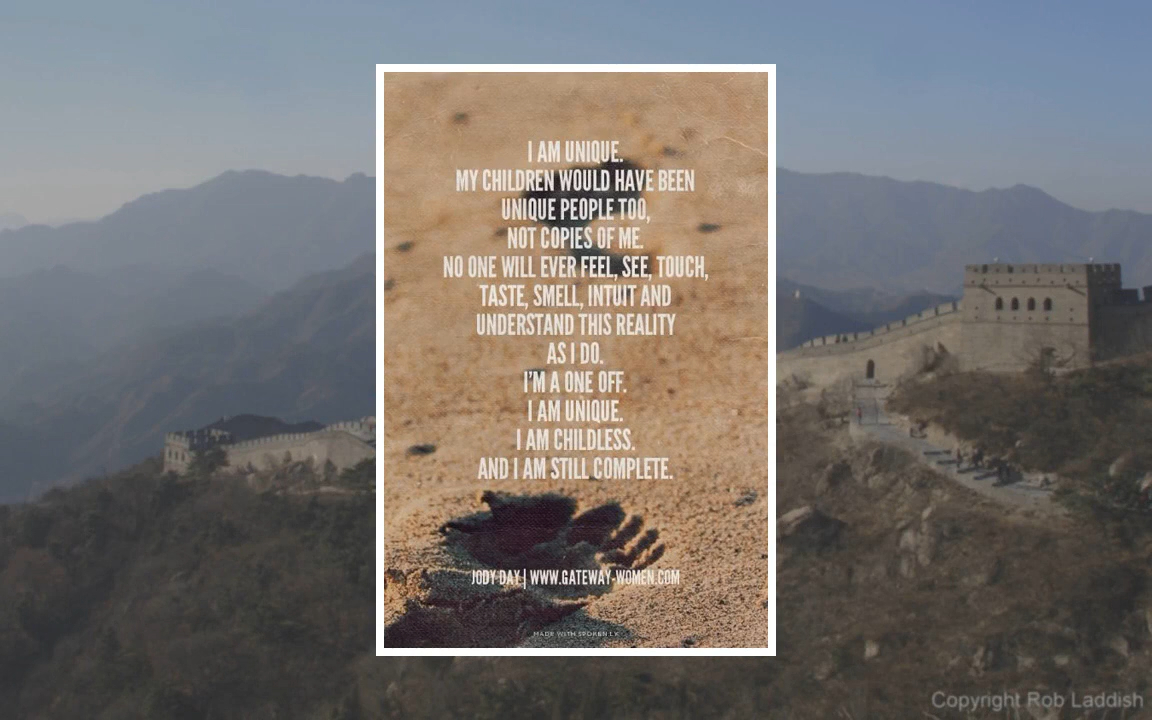 I AM UNIQUE.
MY CHILDREN WOULD HAVE BEEN
UNIQUE PEOPLE TOO,
NOT COPIES OF ME.
NO ONE WILL EVER FEEL, SEE, TOUCH,
TASTE, SMELL, INTUIT AND
UNDERSTAND THIS REALITY
AS I DO.
I'M A ONE OFF.
I AM UNIQUE.
I AM CHILDLESS.
AND I AM STILL COMPLETE.
JODY DAY | WWW.GATEWAY-WOMEN.COM
MADE WITH SPOKEN.LY
Copyright Rob Laddish